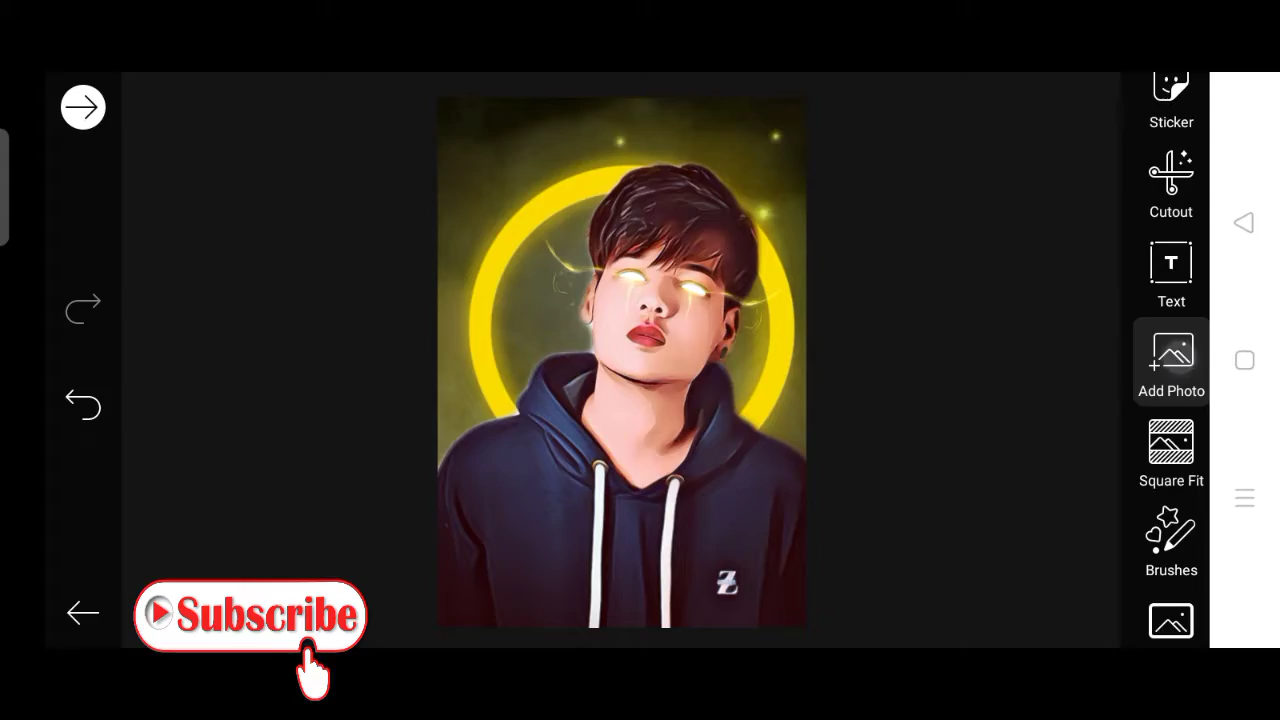 Sticker
Cutout
T
Text
Add Photo
Square Fit
Brushes
Subscribe
Z